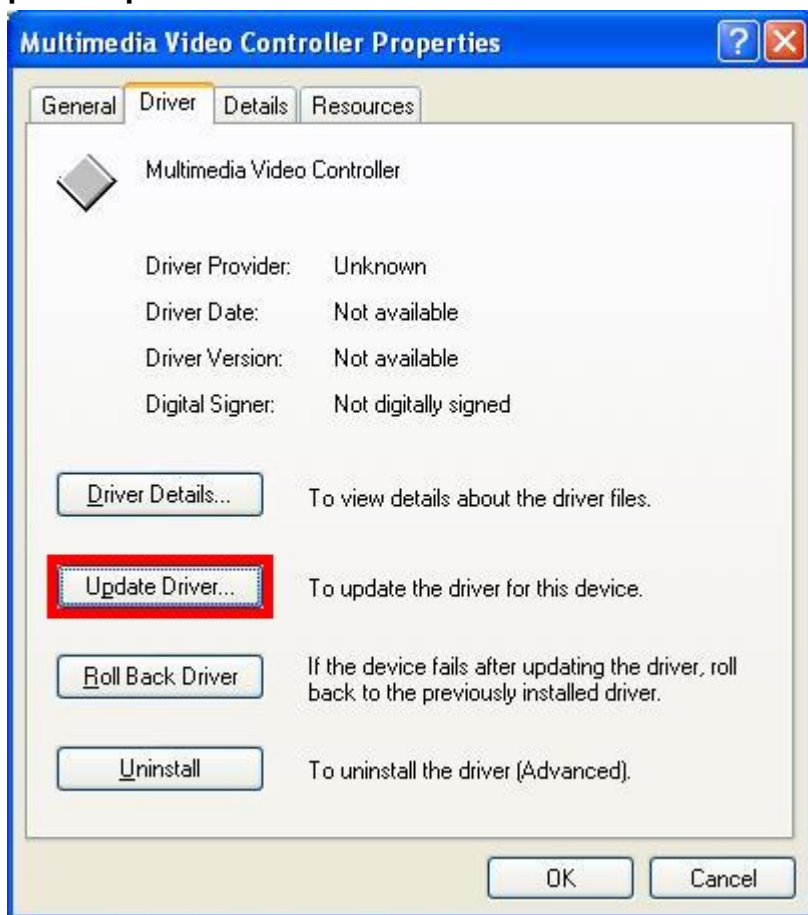 Multimedia Video Controller Properties
General Driver Details Resources
Multimedia Video Controller
Driver Provider: Unknown
Driver Date: Not available
Driver Version: Not available
Digital Signer: Not digitally signed
Driver Details... To view details about the driver files.
Update Driver... To update the driver for this device.
Roll Back Driver If the device fails after updating the driver, roll
back to the previously installed driver.
Uninstall To uninstall the driver (Advanced).
OK Cancel